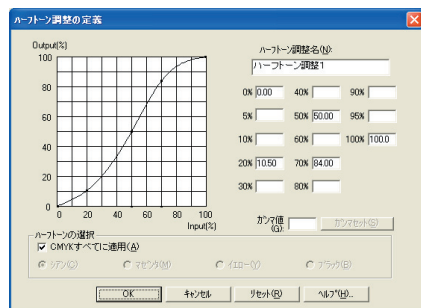 ハーフトーン調整の定義
Output(%)
100
80
60
40
20
0
0 20 40 60 80 100
Input(%)
ハーフトーン調整名(N):
ハーフトーン調整1
0% 0.00 40% 90%
5% 50% 50.00 95%
10% 60% 100% 100.0
20% 10.50 70% 84.00
30% 80%
ガンマ値(G): ガンマセット(S)
ハーフトーンの選択
CMYKすべてに適用(A)
シアン(C) マゼンタ(M) イエロー(Y) ブラック(B)
OK キャンセル リセット(R) ヘルプ(H)...